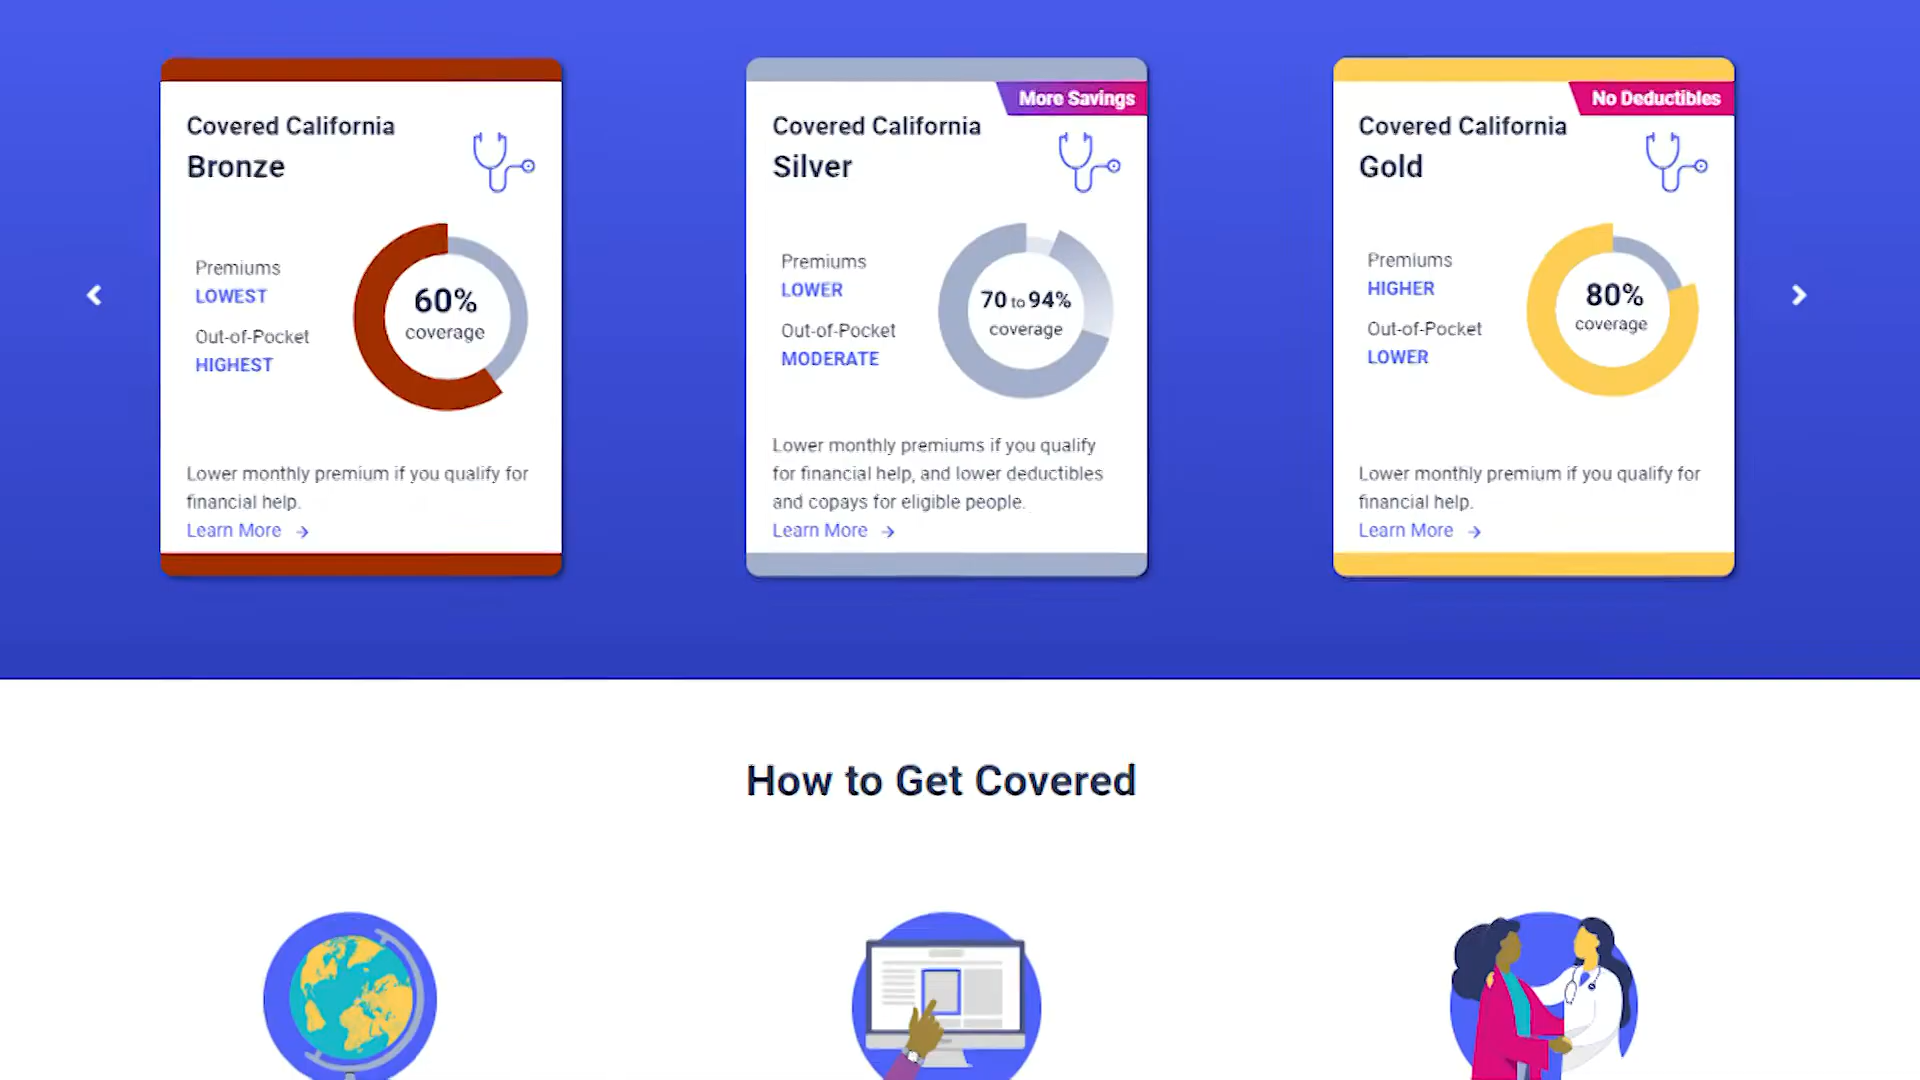 Covered California
Bronze
Premiums
LOWEST
Out-of-Pocket
HIGHEST
60%
coverage
Lower monthly premium if you qualify for
financial help.
Learn More
More Savings
Covered California
Silver
Premiums
LOWER
Out-of-Pocket
MODERATE
70 to 94%
coverage
Lower monthly premiums if you qualify
for financial help, and lower deductibles
and copays for eligible people.
Learn More
No Deductibles
Covered California
Gold
Premiums
HIGHER
Out-of-Pocket
LOWER
80%
coverage
Lower monthly premium if you qualify for
financial help.
Learn More
How to Get Covered